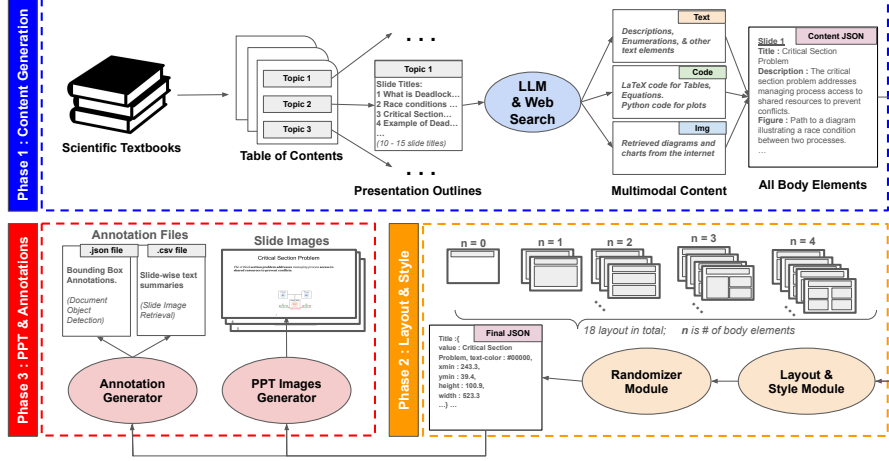 Phase 1 : Content Generation
Scientific Textbooks
Topic 1
Topic 2
Topic 3
Table of Contents
. . .
Topic 1
Slide Titles:
1 What is Deadlock...
2 Race conditions ...
3 Critical Section...
4 Example of Dead...
...
(10 - 15 slide titles)
. . .
Presentation Outlines
LLM
& Web
Search
Text
Descriptions,
Enumerations, & other
text elements
Code
LaTeX code for Tables,
Equations.
Python code for plots
Img
Retrieved diagrams and
charts from the internet
Multimodal Content
Content JSON
Slide 1
Title : Critical Section
Problem
Description : The critical
section problem addresses
managing process access to
shared resources to prevent
conflicts.
Figure : Path to a diagram
illustrating a race condition
between two processes.
...
All Body Elements
Phase 3 : PPT & Annotations
Annotation Files
.json file
Bounding Box
Annotations.
(Document
Object
Detection)
.csv file
Slide-wise text
summaries
(Slide Image
Retrieval)
Slide Images
Critical Section Problem
Annotation
Generator
PPT Images
Generator
Phase 2 : Layout & Style
n = 0
n = 1
n = 2
n = 3
n = 4
18 layout in total; n is # of body elements
Final JSON
Title :{
value : Critical Section
Problem, text-color : #00000,
xmin : 243.3,
ymin : 39.4,
height : 100.9,
width : 523.3
...} ...
Randomizer
Module
Layout &
Style Module